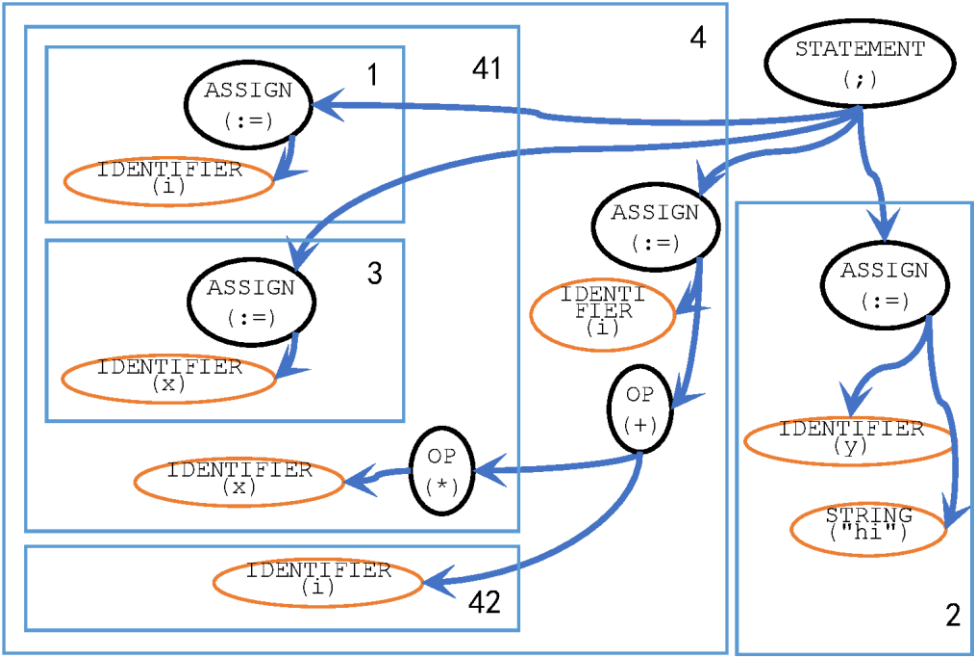 4
STATEMENT
(;)
41
1
ASSIGN
(:=)
IDENTIFIER
(i)
ASSIGN
(:=)
3
ASSIGN
(:=)
IDENTIFIER
(x)
ASSIGN
(:=)
IDENTI
FIER
(i)
OP
(+)
IDENTIFIER
(y)
OP
(*)
IDENTIFIER
(x)
STRING
("hi")
IDENTIFIER
(i)
42
2